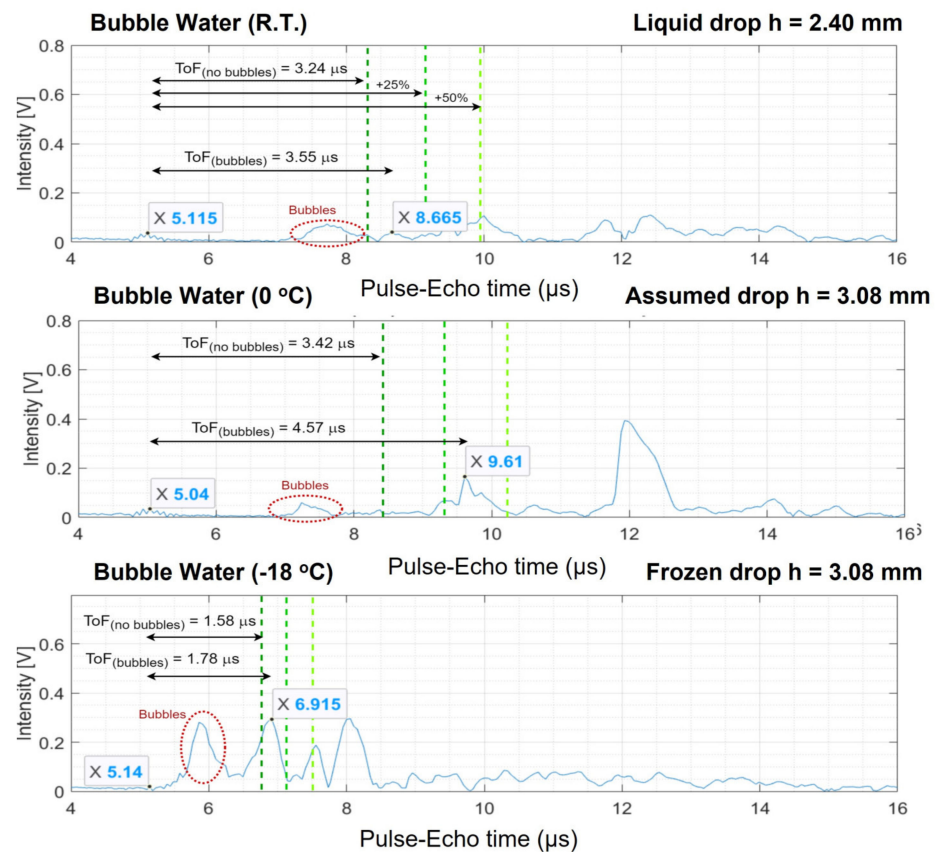 Bubble Water (R.T.)
Liquid drop h = 2.40 mm
0.8
0.6
0.4
0.2
0
Intensity [V]
ToF(no bubbles) = 3.24 μs
+25%
+50%
ToF(bubbles) = 3.55 μs
X 5.115
Bubbles
X 8.665
4 6 8 10 12 14 16
Pulse-Echo time (μs)
Bubble Water (0 ºC)
Assumed drop h = 3.08 mm
0.8
0.6
0.4
0.2
0
Intensity [V]
ToF(no bubbles) = 3.42 μs
ToF(bubbles) = 4.57 μs
X 9.61
X 5.04
Bubbles
4 6 8 10 12 14 16
Pulse-Echo time (μs)
Bubble Water (-18 ºC)
Frozen drop h = 3.08 mm
0.6
0.4
0.2
0
Intensity [V]
ToF(no bubbles) = 1.58 μs
ToF(bubbles) = 1.78 μs
X 6.915
Bubbles
X 5.14
4 6 8 10 12 14 16
Pulse-Echo time (μs)